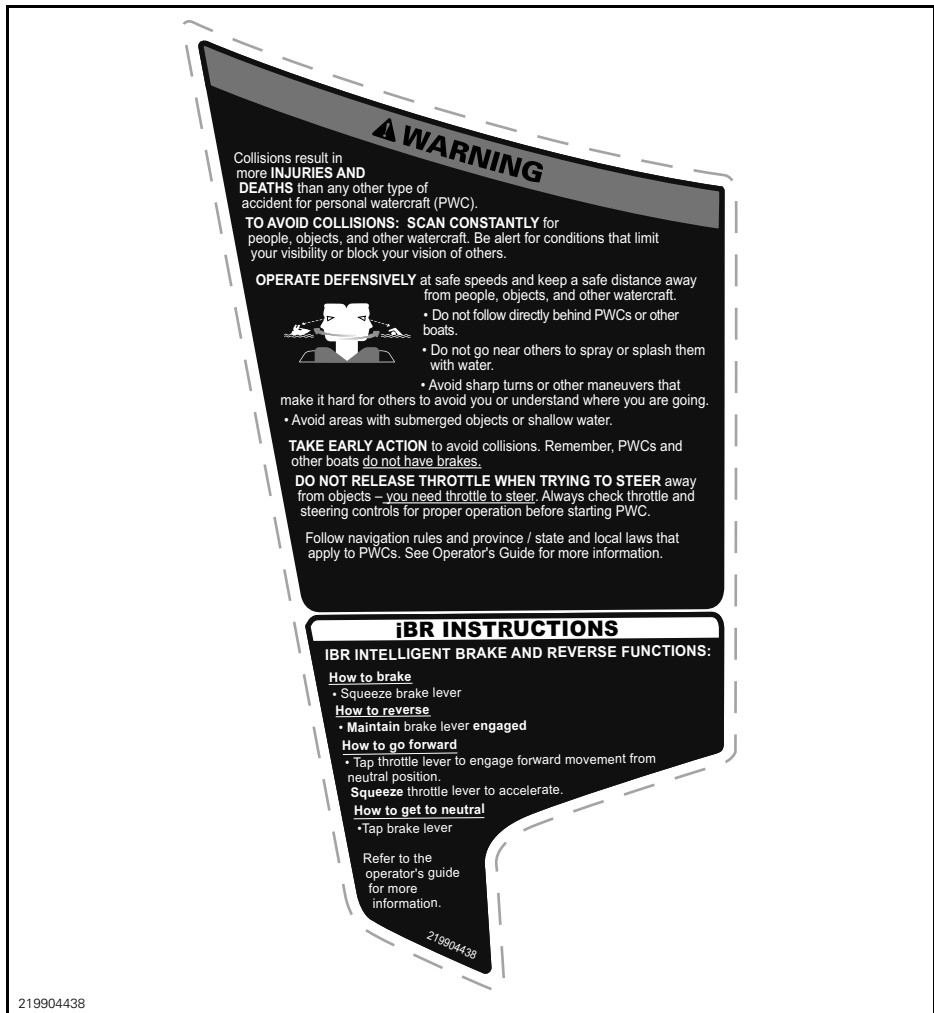 WARNING
Collisions result in
more INJURIES AND
DEATHS than any other type of
accident for personal watercraft (PWC).
TO AVOID COLLISIONS: SCAN CONSTANTLY for
people, objects, and other watercraft. Be alert for conditions that limit
your visibility or block your vision of others.
OPERATE DEFENSIVELY at safe speeds and keep a safe distance away
from people, objects, and other watercraft.
• Do not follow directly behind PWCs or other
boats.
• Do not go near others to spray or splash them
with water.
• Avoid sharp turns or other maneuvers that
make it hard for others to avoid you or understand where you are going.
• Avoid areas with submerged objects or shallow water.
TAKE EARLY ACTION to avoid collisions. Remember, PWCs and
other boats do not have brakes.
DO NOT RELEASE THROTTLE WHEN TRYING TO STEER away
from objects – you need throttle to steer. Always check throttle and
steering controls for proper operation before starting PWC.
Follow navigation rules and province / state and local laws that
apply to PWCs. See Operator's Guide for more information.
iBR INSTRUCTIONS
IBR INTELLIGENT BRAKE AND REVERSE FUNCTIONS:
How to brake
• Squeeze brake lever
How to reverse
• Maintain brake lever engaged
How to go forward
• Tap throttle lever to engage forward movement from
neutral position.
Squeeze throttle lever to accelerate.
How to get to neutral
•Tap brake lever
Refer to the
operator's guide
for more
information.
219904438
219904438